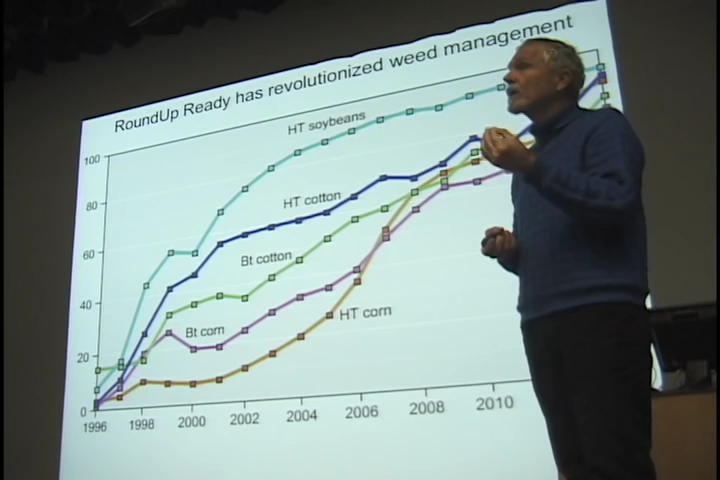 RoundUp Ready has revolutionized weed management
100
HT soybeans
80
HT cotton
60
Bt cotton
40
Bt corn
HT corn
20
0
1996 1998 2000 2002 2004 2006 2008 2010